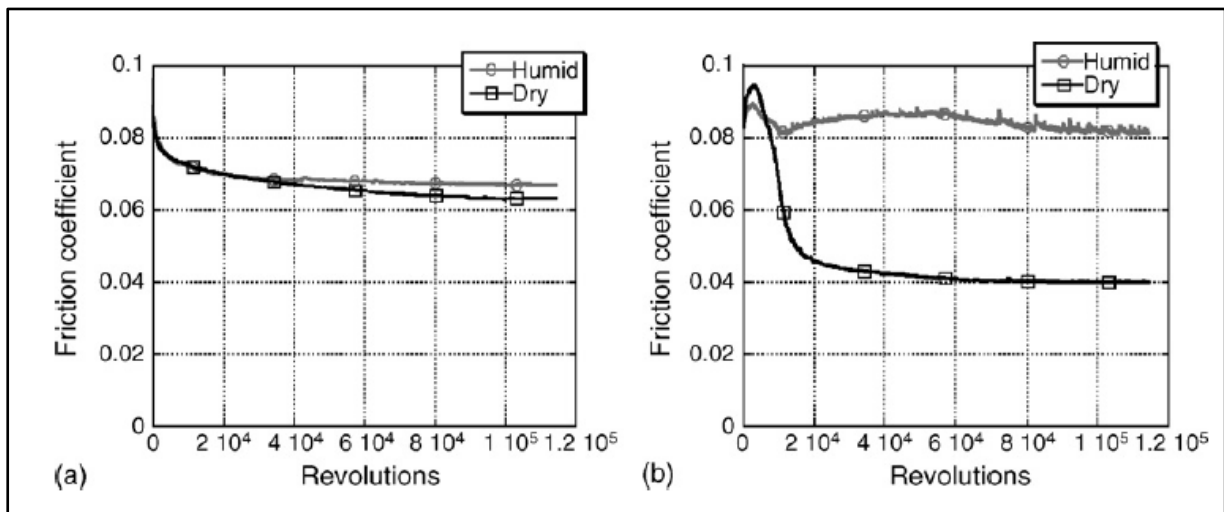 Humid
Dry
0.1
0.08
0.06
0.04
0.02
0
Friction coefficient
0 2 10⁴ 4 10⁴ 6 10⁴ 8 10⁴ 1 10⁵ 1.2 10⁵
(a) Revolutions
Humid
Dry
0.1
0.08
0.06
0.04
0.02
0
Friction coefficient
0 2 10⁴ 4 10⁴ 6 10⁴ 8 10⁴ 1 10⁵ 1.2 10⁵
(b) Revolutions